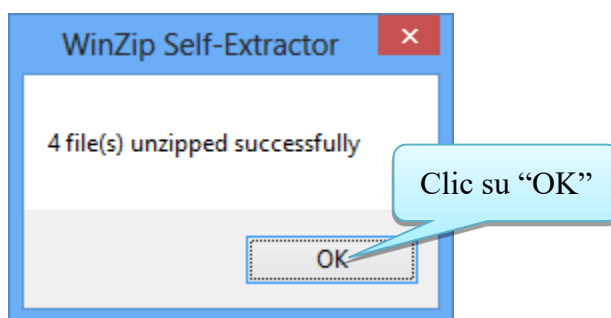 WinZip Self-Extractor
4 file(s) unzipped successfully
Clic su “OK”
OK